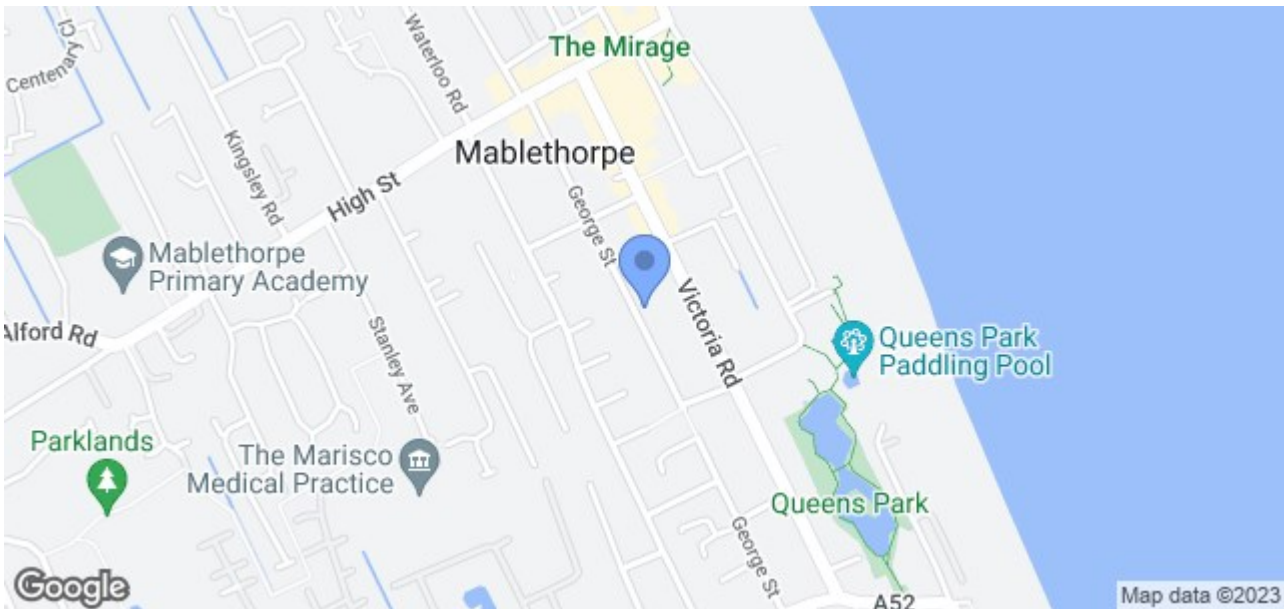 Centenary Cl
Waterloo Rd
The Mirage
Mablethorpe
Kingsley Rd
High St
George St
Mablethorpe
Primary Academy
Victoria Rd
Alford Rd
Stanley Ave
Queens Park
Paddling Pool
Parklands
The Marisco
Medical Practice
Queens Park
George St
A52
Google
Map data ©2023